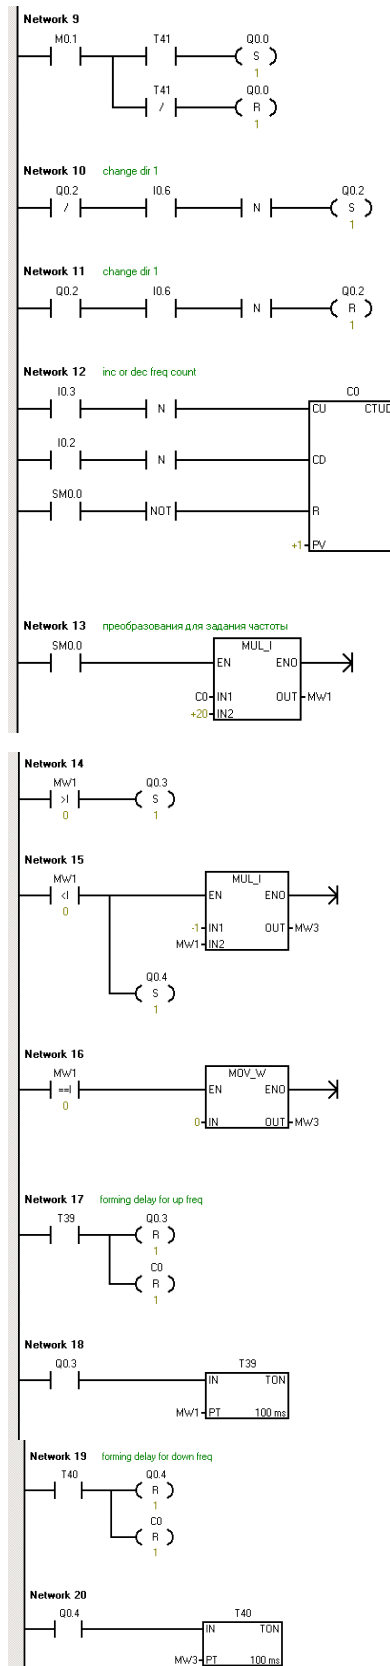 Network 9
M0.1 T41 Q0.0
S
1
T41 Q0.0
/ R
1
Network 10 change dir 1
Q0.2 I0.6 Q0.2
/ N S
1
Network 11 change dir 1
Q0.2 I0.6 Q0.2
N R
1
Network 12 inc or dec freq count
I0.3 C0
N CU CTUD
I0.2
N CD
SM0.0
NOT R
+1 PV
Network 13 преобразования для задания частоты
SM0.0 MUL_I
EN ENO
C0 IN1 OUT MW1
+20 IN2
Network 14
MW1 Q0.3
>I S
0 1
Network 15
MW1 MUL_I
<I EN ENO
0
-1 IN1 OUT MW3
MW1 IN2
Q0.4
S
1
Network 16
MW1 MOV_W
==I EN ENO
0
0 IN OUT MW3
Network 17 forming delay for up freq
T39 Q0.3
R
1
C0
R
1
Network 18
Q0.3 T39
IN TON
MW1 PT 100 ms
Network 19 forming delay for down freq
T40 Q0.4
R
1
C0
R
1
Network 20
Q0.4 T40
IN TON
MW3 PT 100 ms